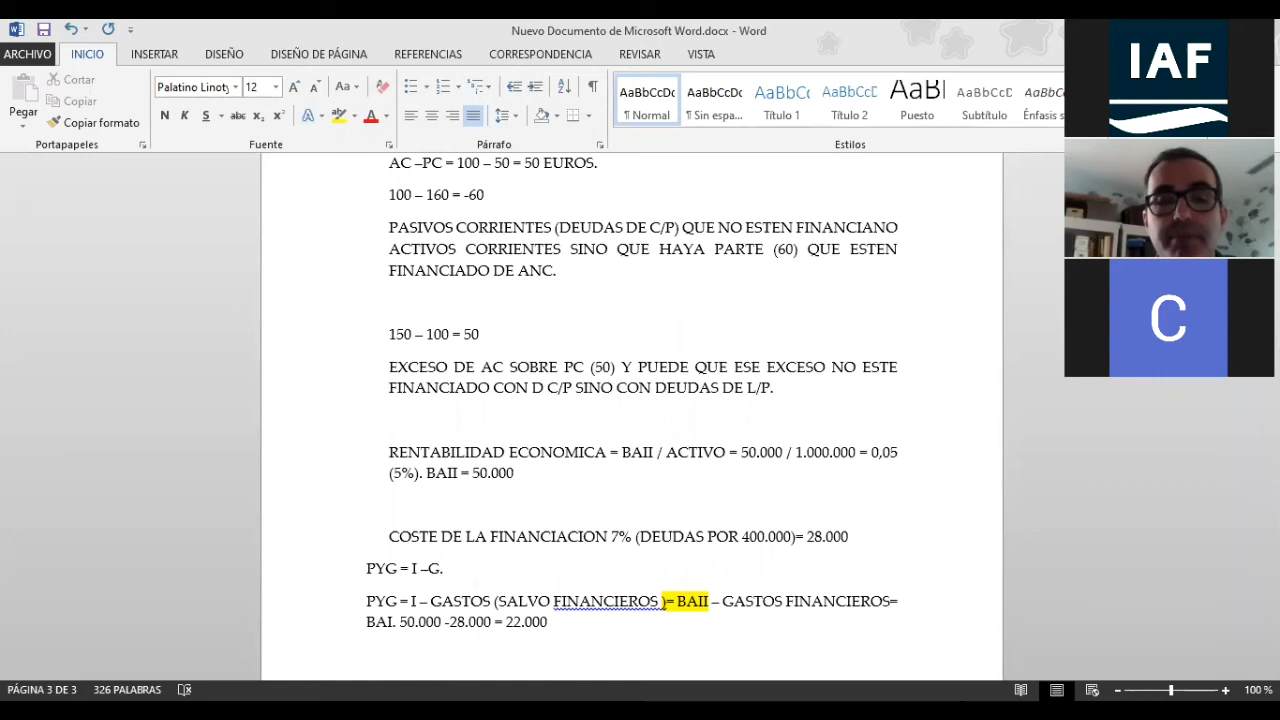 Nuevo Documento de Microsoft Word.docx - Word
ARCHIVO INICIO INSERTAR DISEÑO DISEÑO DE PÁGINA REFERENCIAS CORRESPONDENCIA REVISAR VISTA
Pegar
Cortar
Copiar
Copiar formato
Portapapeles
Palatino Linoty 12
Fuente
Párrafo
AaBbCcDc AaBbCcDc AaBbCc AaBbCcD AaBl AaBbCcD AaBbCcDc
¶ Normal ¶ Sin espa... Título 1 Título 2 Puesto Subtítulo Énfasis s
Estilos
IAF
C
AC –PC = 100 – 50 = 50 EUROS.
100 – 160 = -60
PASIVOS CORRIENTES (DEUDAS DE C/P) QUE NO ESTEN FINANCIANO
ACTIVOS CORRIENTES SINO QUE HAYA PARTE (60) QUE ESTEN
FINANCIADO DE ANC.
150 – 100 = 50
EXCESO DE AC SOBRE PC (50) Y PUEDE QUE ESE EXCESO NO ESTE
FINANCIADO CON D C/P SINO CON DEUDAS DE L/P.
RENTABILIDAD ECONOMICA = BAII / ACTIVO = 50.000 / 1.000.000 = 0,05
(5%). BAII = 50.000
COSTE DE LA FINANCIACION 7% (DEUDAS POR 400.000)= 28.000
PYG = I –G.
PYG = I – GASTOS (SALVO FINANCIEROS )= BAII – GASTOS FINANCIEROS=
BAI. 50.000 -28.000 = 22.000
PÁGINA 3 DE 3 326 PALABRAS 100 %